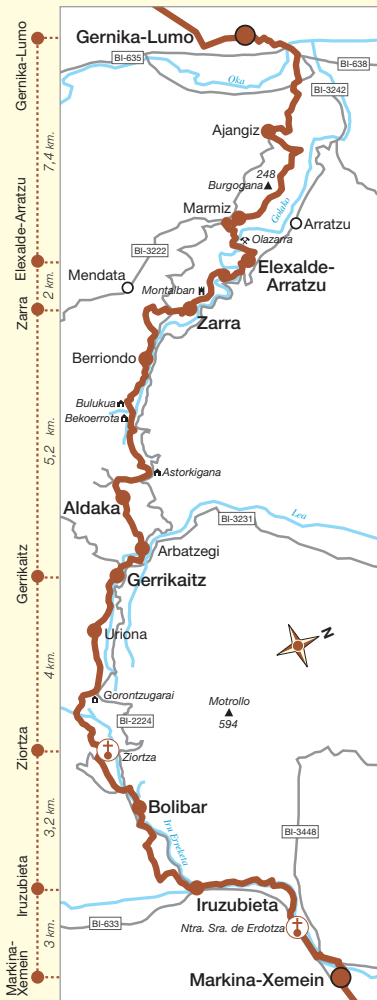 Gernika-Lumo
BI-635
BI-638
Oka
BI-3242
Ajangiz
248
Burgogana
Golako
Marmiz
Arratzu
Olazarra
BI-3222
Elexalde-
Arratzu
Mendata
Montalban
Zarra
Berriondo
Bulukua
Bekoerrota
Astorkigana
Aldaka
Lea
BI-3231
Arbatzegi
Gerrikaitz
Uriona
N
Gorontzugarai
Motrollo
594
BI-2224
Ziortza
Bolibar
Iru Erreketa
BI-3448
Iruzubieta
BI-633
Ntra. Sra. de Erdotza
Markina-Xemein
Gernika-Lumo
7,4 km.
Elexalde-Arratzu
2 km.
Zarra
5,2 km.
Gerrikaitz
4 km.
Ziortza
3,2 km.
Iruzubieta
3 km.
Markina-
Xemein